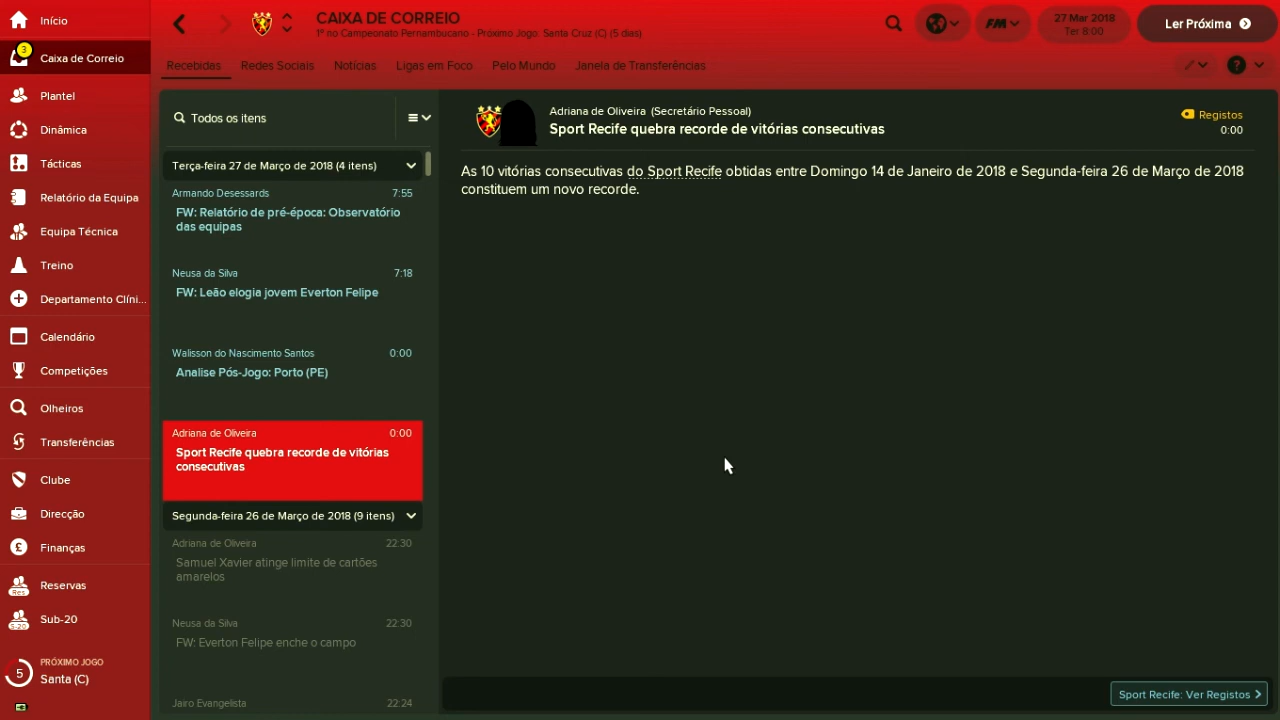 Início
3
Caixa de Correio
Plantel
Dinâmica
Tácticas
Relatório da Equipa
Equipa Técnica
Treino
Departamento Clíni...
Calendário
Competições
Olheiros
Transferências
Clube
Direcção
Finanças
Res
Reservas
S-20
Sub-20
PRÓXIMO JOGO
5
Santa (C)
CAIXA DE CORREIO
1º no Campeonato Pernambucano - Próximo Jogo: Santa Cruz (C) (5 dias)
FM
27 Mar 2018
Ter 8:00
Ler Próxima
Recebidas
Redes Sociais
Notícias
Ligas em Foco
Pelo Mundo
Janela de Transferências
?
Todos os itens
Terça-feira 27 de Março de 2018 (4 itens)
Armando Desessards 7:55
FW: Relatório de pré-época: Observatório
das equipas
Neusa da Silva 7:18
FW: Leão elogia jovem Everton Felipe
Walisson do Nascimento Santos 0:00
Analise Pós-Jogo: Porto (PE)
Adriana de Oliveira 0:00
Sport Recife quebra recorde de vitórias
consecutivas
Segunda-feira 26 de Março de 2018 (9 itens)
Adriana de Oliveira 22:30
Samuel Xavier atinge limite de cartões
amarelos
Neusa da Silva 22:30
FW: Everton Felipe enche o campo
Jairo Evangelista 22:24
Adriana de Oliveira (Secretário Pessoal)
Sport Recife quebra recorde de vitórias consecutivas
Registos
0:00
As 10 vitórias consecutivas do Sport Recife obtidas entre Domingo 14 de Janeiro de 2018 e Segunda-feira 26 de Março de 2018
constituem um novo recorde.
Sport Recife: Ver Registos